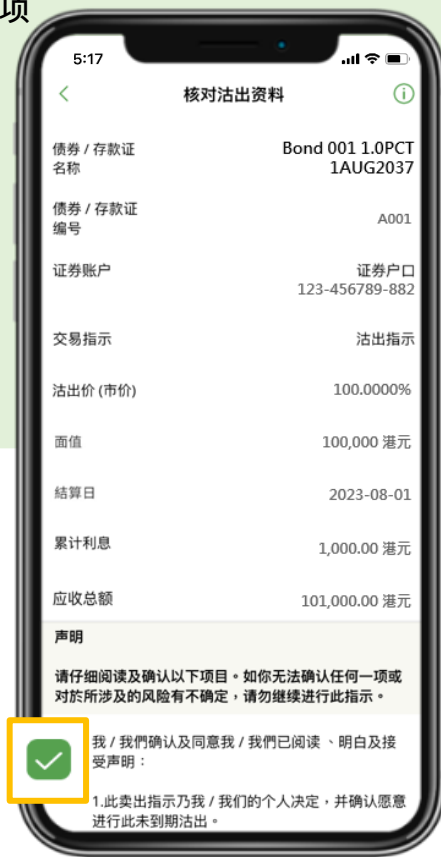 项
5:17
核对沽出资料
债券 / 存款证
名称
Bond 001 1.0PCT
1AUG2037
债券 / 存款证
编号
A001
证券账户
证券户口
123-456789-882
交易指示
沽出指示
沽出价 (市价)
100.0000%
面值
100,000 港元
結算日
2023-08-01
累计利息
1,000.00 港元
应收总额
101,000.00 港元
声明
请仔细阅读及确认以下项目。如你无法确认任何一项或
对於所涉及的风险有不确定，请勿继续进行此指示。
我 / 我們确认及同意我 / 我們已阅读 、明白及接
受声明：
1.此卖出指示乃我 / 我们的个人决定，并确认愿意
进行此未到期沽出。